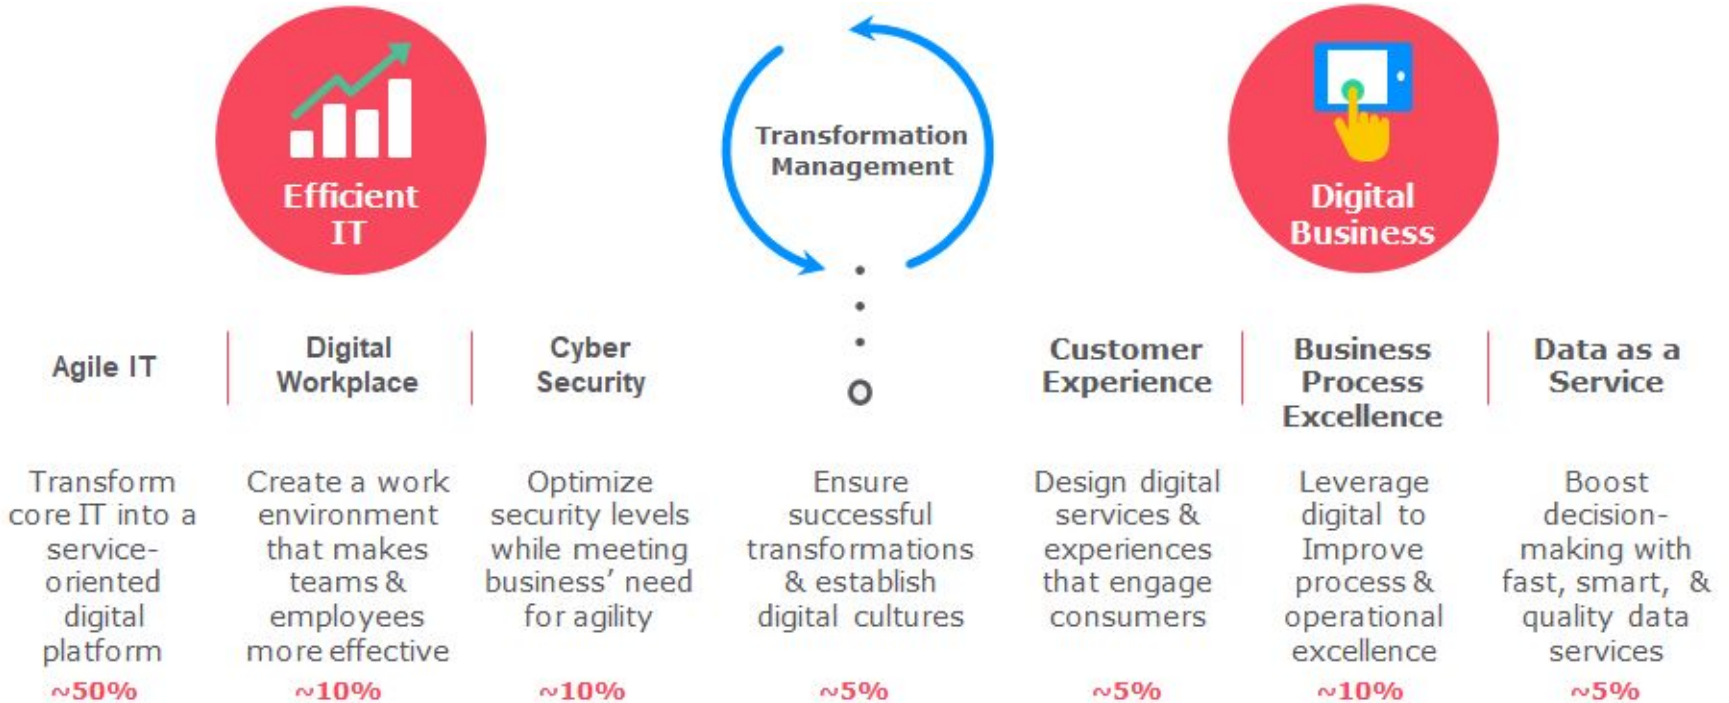 Efficient
IT
Transformation
Management
Digital
Business
Agile IT
Digital
Workplace
Cyber
Security
Customer
Experience
Business
Process
Excellence
Data as a
Service
Transform
core IT into a
service-
oriented
digital
platform
~50%
Create a work
environment
that makes
teams &
employees
more effective
~10%
Optimize
security levels
while meeting
business’ need
for agility
~10%
Ensure
successful
transformations
& establish
digital cultures
~5%
Design digital
services &
experiences
that engage
consumers
~5%
Leverage
digital to
Improve
process &
operational
excellence
~10%
Boost
decision-
making with
fast, smart, &
quality data
services
~5%